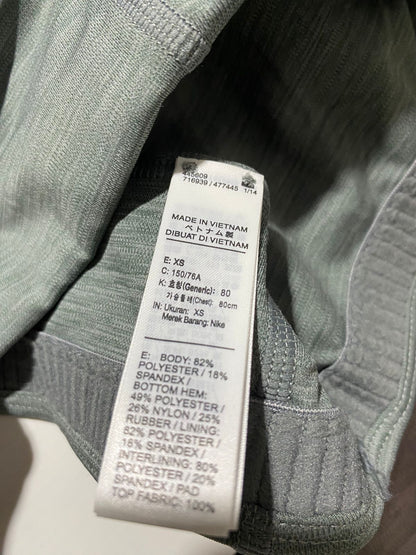 445609
716939 / 477445 1/14
MADE IN VIETNAM
ベトナム製
DIBUAT DI VIETNAM
E: XS
C: 150/76A
K: 호칭(Generic): 80
가슴둘레(Chest): 80cm
IN: Ukuran: XS
Merek Barang: Nike
E: BODY: 82%
POLYESTER / 18%
SPANDEX /
BOTTOM HEM:
49% POLYESTER /
26% NYLON / 25%
RUBBER / LINING:
82% POLYESTER /
18% SPANDEX /
INTERLINING: 80%
POLYESTER / 20%
SPANDEX / PAD
TOP FABRIC: 100%